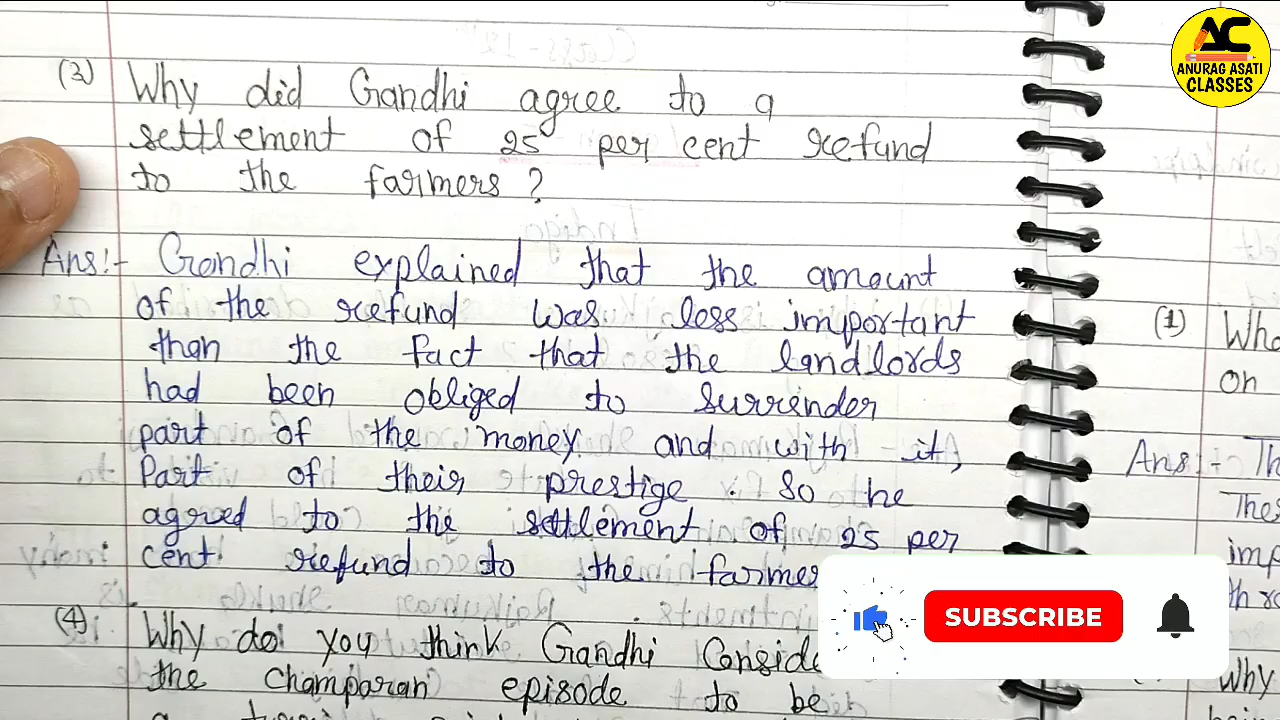 AC
ANURAG ASATI
CLASSES
(3) Why did Gandhi agree to a
settlement of 25 per cent refund
to the farmers?
Ans:- Gandhi explained that the amount
of the refund was less important
than the fact that the landlords
had been obliged to surrender
part of the money and with it,
Part of their prestige. So he
agreed to the settlement of 25 per
cent refund to the farmer
(4) Why do you think Gandhi Conside
the champaran episode to be
(1) Who
on
Ans:- Th
Thes
imp
Why
SUBSCRIBE